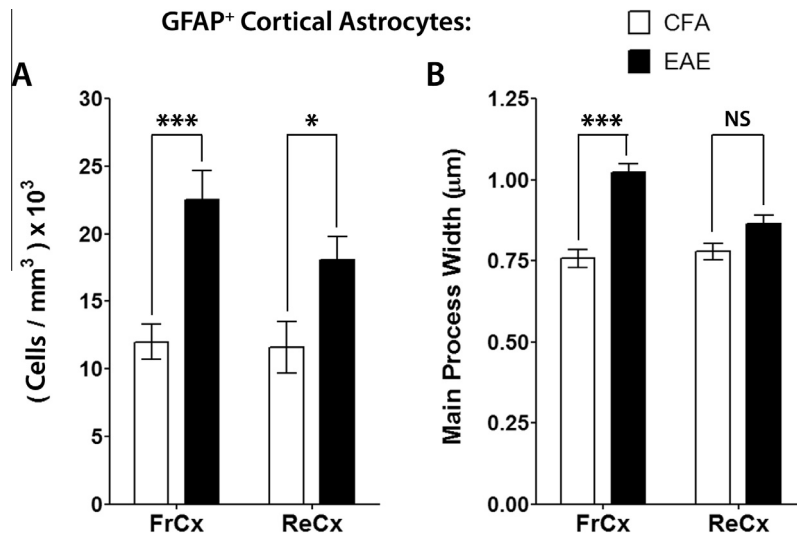 GFAP⁺ Cortical Astrocytes:
CFA
EAE
A
( Cells / mm³ ) x 10³
30
25
20
15
10
5
0
***
*
FrCx
ReCx
B
Main Process Width (µm)
1.25
1.00
0.75
0.50
0.25
0.00
***
NS
FrCx
ReCx